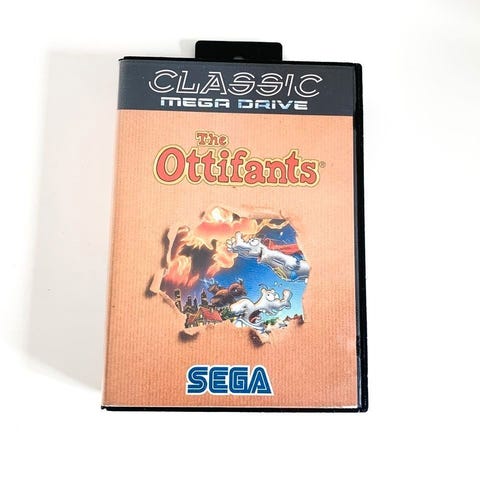 CLASSIC
MEGA DRIVE
The
Ottifants®
SEGA